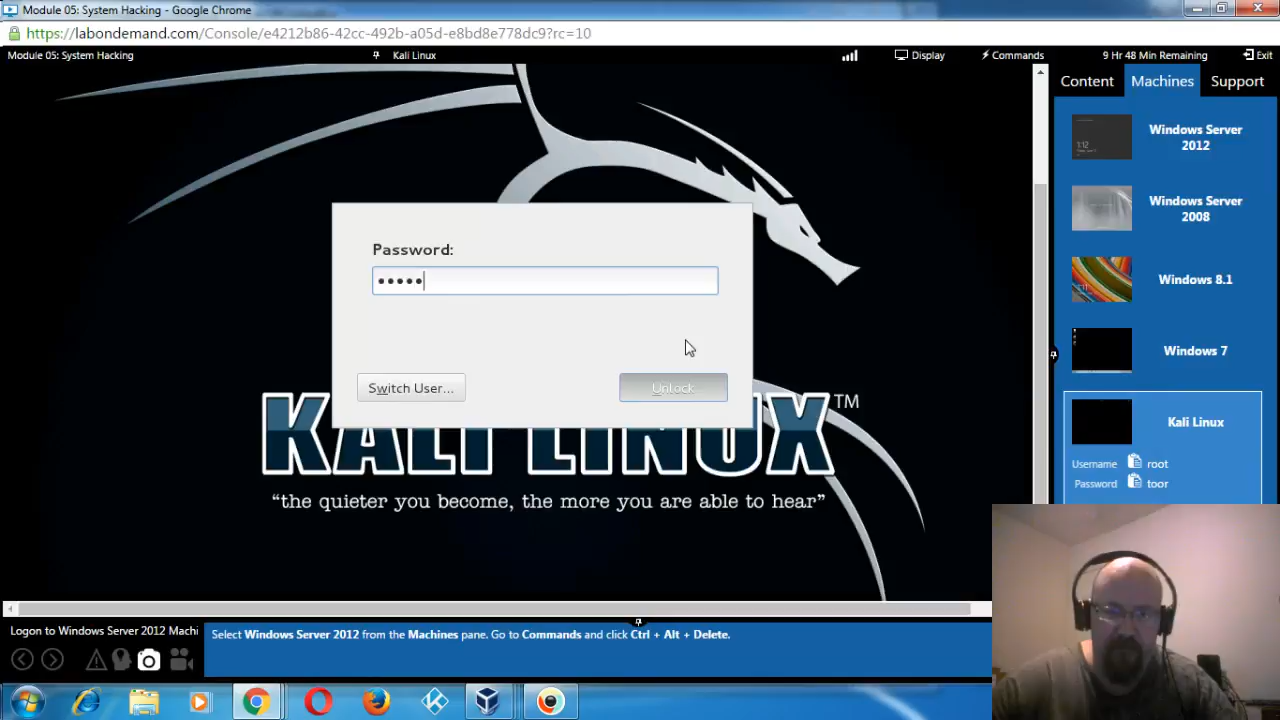 Module 05: System Hacking - Google Chrome
https://labondemand.com/Console/e4212b86-42cc-492b-a05d-e8bd8e778dc9?rc=10
Module 05: System Hacking
Kali Linux
Display
Commands
9 Hr 48 Min Remaining
Exit
Content
Machines
Support
Windows Server
2012
Windows Server
2008
Windows 8.1
Windows 7
Kali Linux
Username root
Password toor
Password:
Switch User...
Unlock
KALI LINUX™
“the quieter you become, the more you are able to hear”
Logon to Windows Server 2012 Machi
Select Windows Server 2012 from the Machines pane. Go to Commands and click Ctrl + Alt + Delete.